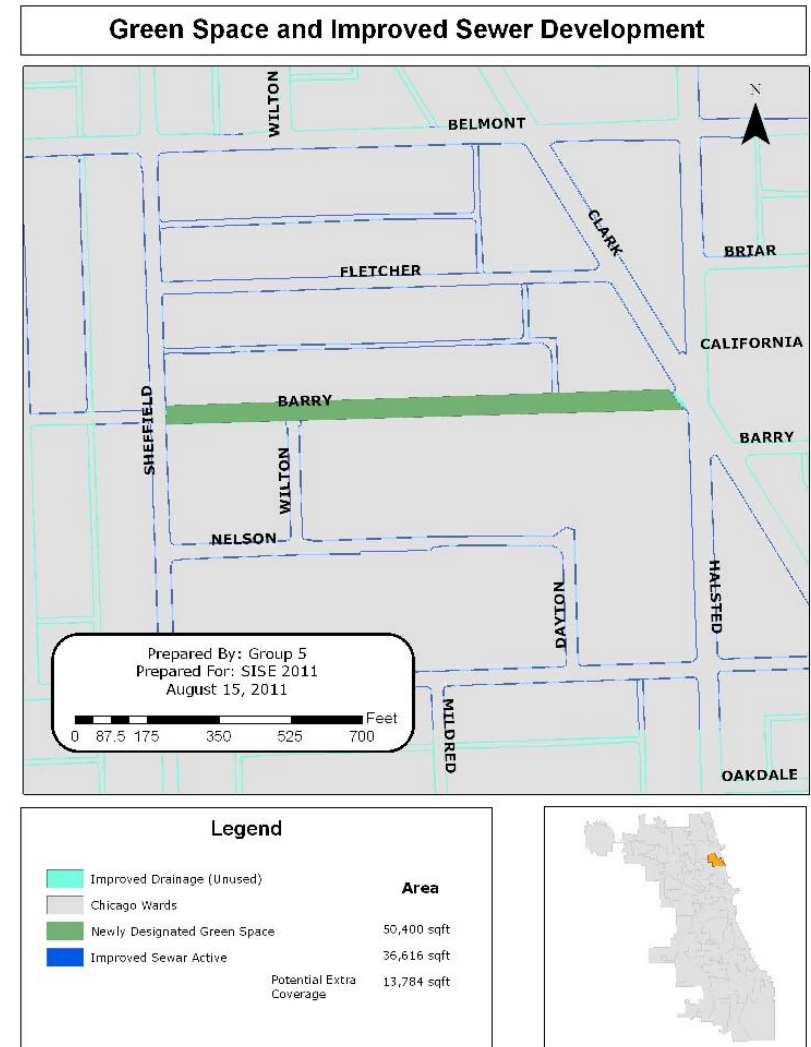 Green Space and Improved Sewer Development
N
WILTON
BELMONT
CLARK
BRIAR
FLETCHER
CALIFORNIA
BARRY
SHEFFIELD
BARRY
WILTON
NELSON
HALSTED
DAYTON
Prepared By: Group 5
Prepared For: SISE 2011
August 15, 2011
Feet
0 87.5 175 350 525 700
MILDRED
OAKDALE
Legend
Area
Improved Drainage (Unused)
Chicago Wards
Newly Designated Green Space 50,400 sqft
Improved Sewar Active 36,616 sqft
Potential Extra 13,784 sqft
Coverage